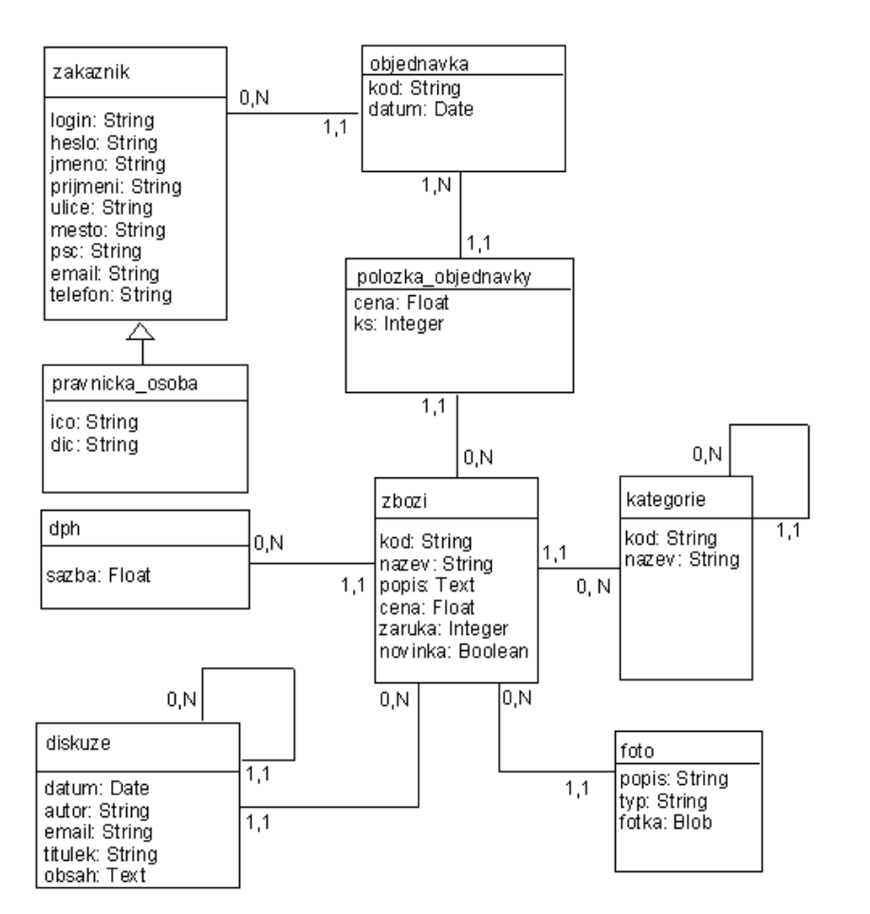 zakaznik
login: String
heslo: String
jmeno: String
prijmeni: String
ulice: String
mesto: String
psc: String
email: String
telefon: String
0,N
1,1
objednavka
kod: String
datum: Date
1,N
1,1
polozka_objednavky
cena: Float
ks: Integer
pravnicka_osoba
ico: String
dic: String
1,1
0,N
dph
sazba: Float
0,N
1,1
zbozi
kod: String
nazev: String
popis: Text
cena: Float
zaruka: Integer
novinka: Boolean
1,1
0, N
kategorie
kod: String
nazev: String
0,N
1,1
0,N
0,N
0,N
1,1
1,1
diskuze
datum: Date
autor: String
email: String
titulek: String
obsah: Text
1,1
foto
popis: String
typ: String
fotka: Blob